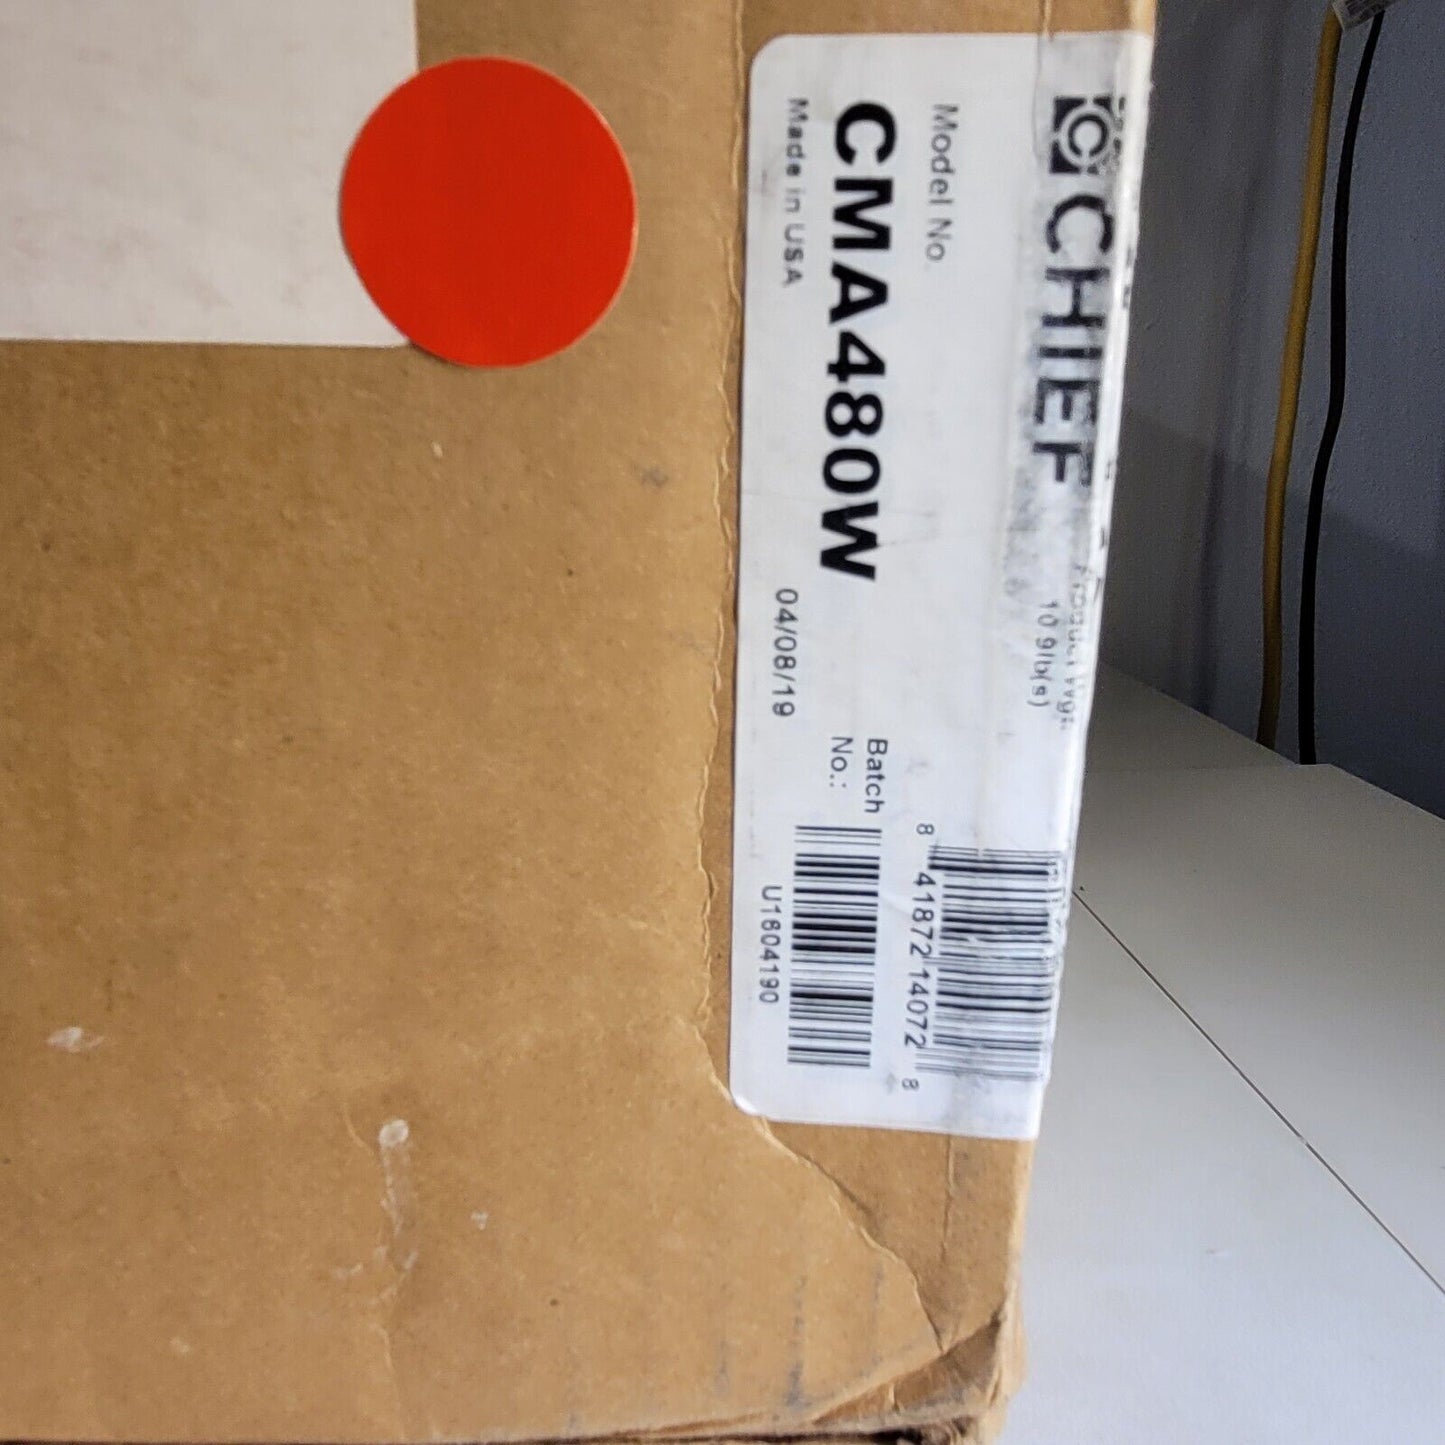 CHIEF
Product Wgt.
10.9lb(s)
Model No.
CMA480W
Made in USA
04/08/19
8 41872 14072 8
Batch
No.:
U1604190